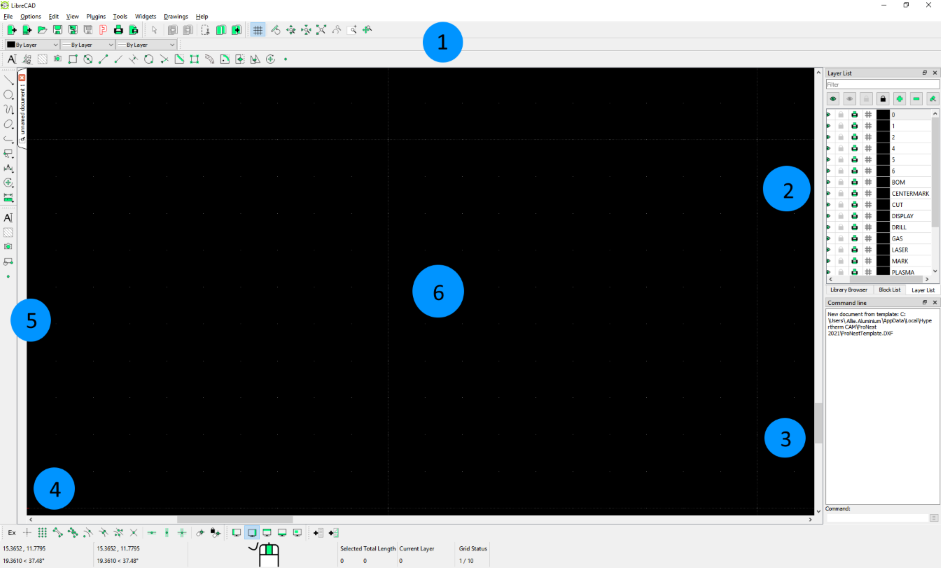 LibreCAD
File Options Edit View Plugins Tools Widgets Drawings Help
By Layer By Layer By Layer
1
unnamed document 1
Layer List
Filter
0
1
2
4
5
6
BOM
CENTERMARK
CUT
DISPLAY
DRILL
GAS
LASER
MARK
PLASMA
2
6
5
Library Browser Block List Layer List
Command line
New document from template: C:
\Users\Allie.Aluminium\AppData\Local\Hype
rtherm CAM\ProNest
2021\ProNestTemplate.DXF
3
4
Command:
Ex
15.3652 , 11.7795 15.3652 , 11.7795 Selected Total Length Current Layer Grid Status
19.3610 < 37.48° 19.3610 < 37.48° 0 0 0 1 / 10